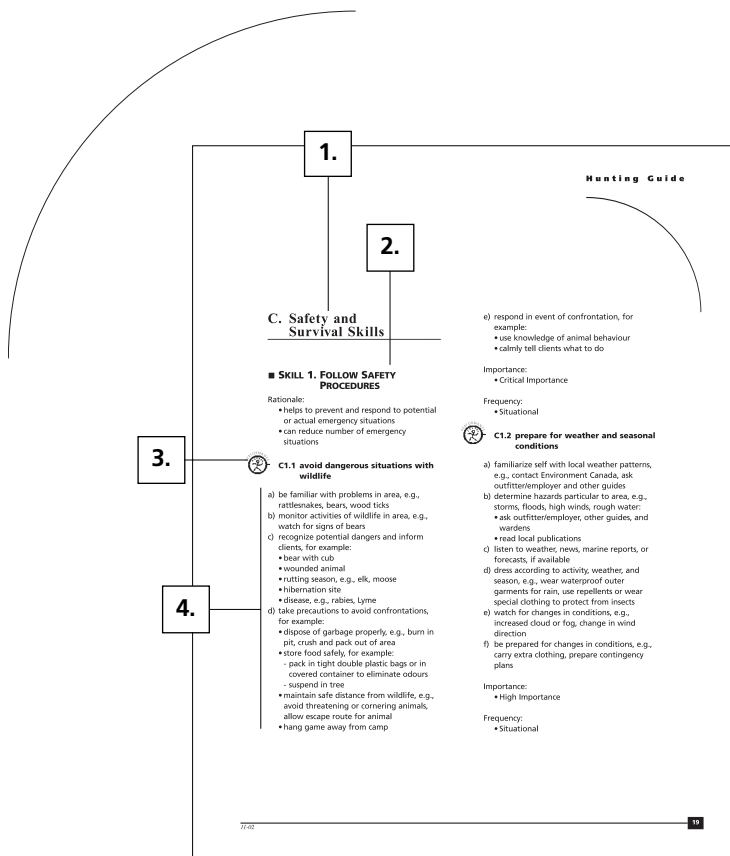 1.
Hunting Guide
2.
C. Safety and
Survival Skills
■ SKILL 1. FOLLOW SAFETY
PROCEDURES
Rationale:
• helps to prevent and respond to potential
or actual emergency situations
• can reduce number of emergency
situations
3.
C1.1 avoid dangerous situations with
wildlife
a) be familiar with problems in area, e.g.,
rattlesnakes, bears, wood ticks
b) monitor activities of wildlife in area, e.g.,
watch for signs of bears
c) recognize potential dangers and inform
clients, for example:
• bear with cub
• wounded animal
• rutting season, e.g., elk, moose
• hibernation site
• disease, e.g., rabies, Lyme
4.
d) take precautions to avoid confrontations,
for example:
• dispose of garbage properly, e.g., burn in
pit, crush and pack out of area
• store food safely, for example:
- pack in tight double plastic bags or in
covered container to eliminate odours
- suspend in tree
• maintain safe distance from wildlife, e.g.,
avoid threatening or cornering animals,
allow escape route for animal
• hang game away from camp
e) respond in event of confrontation, for
example:
• use knowledge of animal behaviour
• calmly tell clients what to do
Importance:
• Critical Importance
Frequency:
• Situational
C1.2 prepare for weather and seasonal
conditions
a) familiarize self with local weather patterns,
e.g., contact Environment Canada, ask
outfitter/employer and other guides
b) determine hazards particular to area, e.g.,
storms, floods, high winds, rough water:
• ask outfitter/employer, other guides, and
wardens
• read local publications
c) listen to weather, news, marine reports, or
forecasts, if available
d) dress according to activity, weather, and
season, e.g., wear waterproof outer
garments for rain, use repellents or wear
special clothing to protect from insects
e) watch for changes in conditions, e.g.,
increased cloud or fog, change in wind
direction
f) be prepared for changes in conditions, e.g.,
carry extra clothing, prepare contingency
plans
Importance:
• High Importance
Frequency:
• Situational
11-02
19